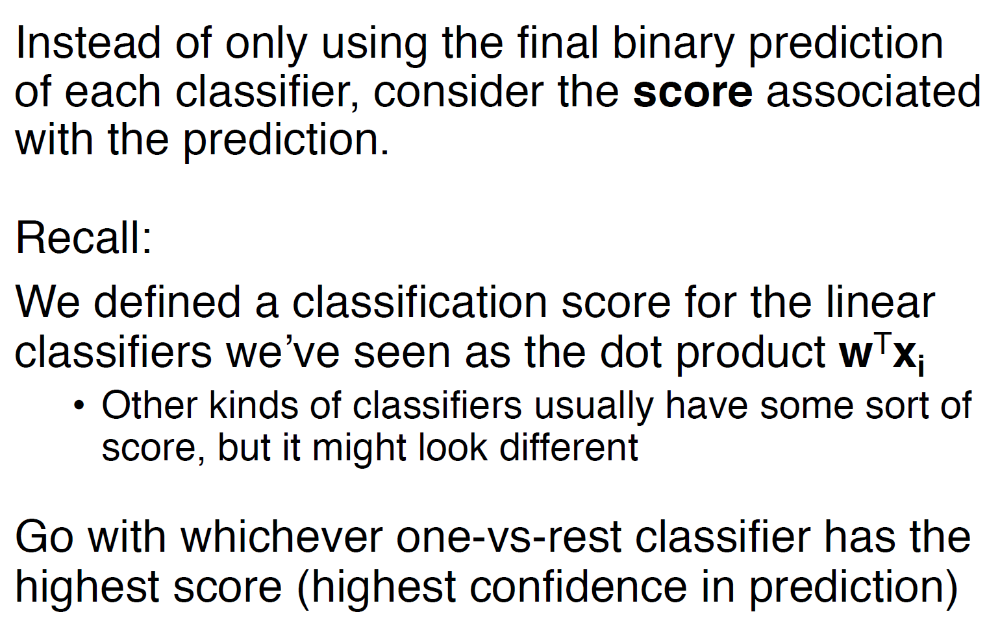 Instead of only using the final binary prediction
of each classifier, consider the score associated
with the prediction.
Recall:
We defined a classification score for the linear
classifiers we’ve seen as the dot product wᵀxᵢ
• Other kinds of classifiers usually have some sort of
score, but it might look different
Go with whichever one-vs-rest classifier has the
highest score (highest confidence in prediction)